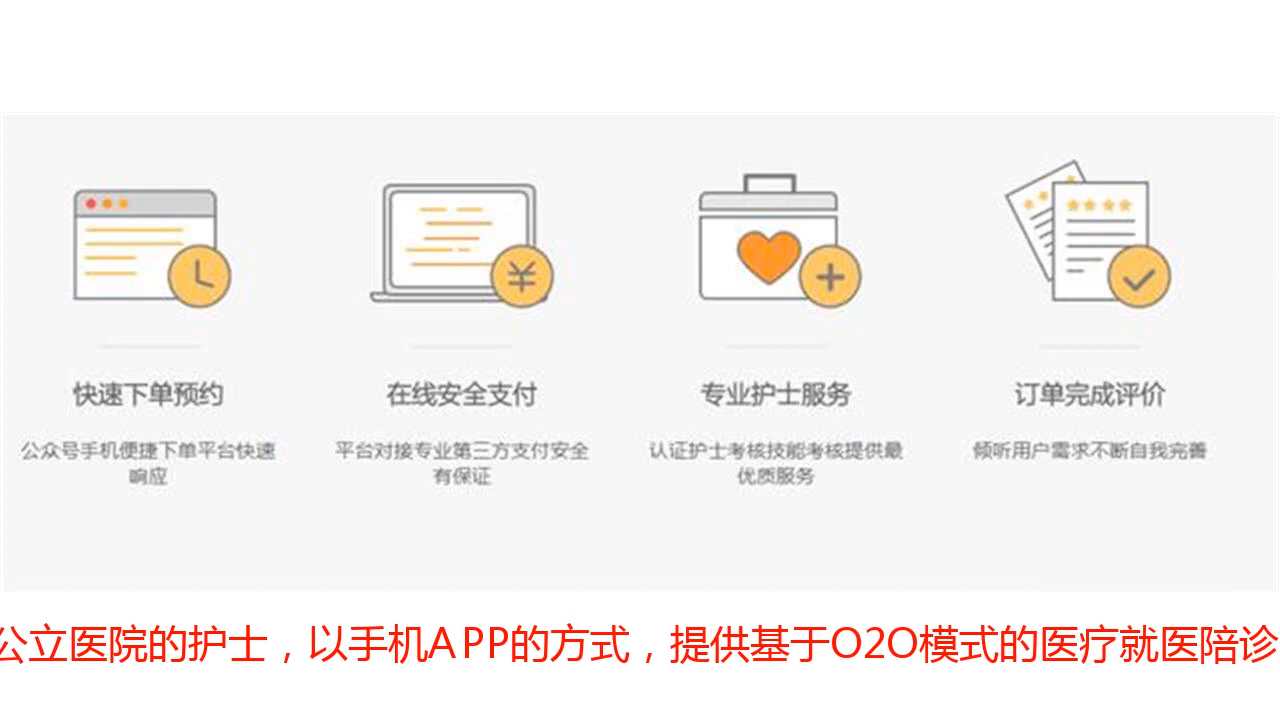 快速下单预约
公众号手机便捷下单平台快速
响应
在线安全支付
平台对接专业第三方支付安全
有保证
专业护士服务
认证护士考核技能考核提供最
优质服务
订单完成评价
倾听用户需求不断自我完善
公立医院的护士，以手机APP的方式，提供基于O2O模式的医疗就医陪诊